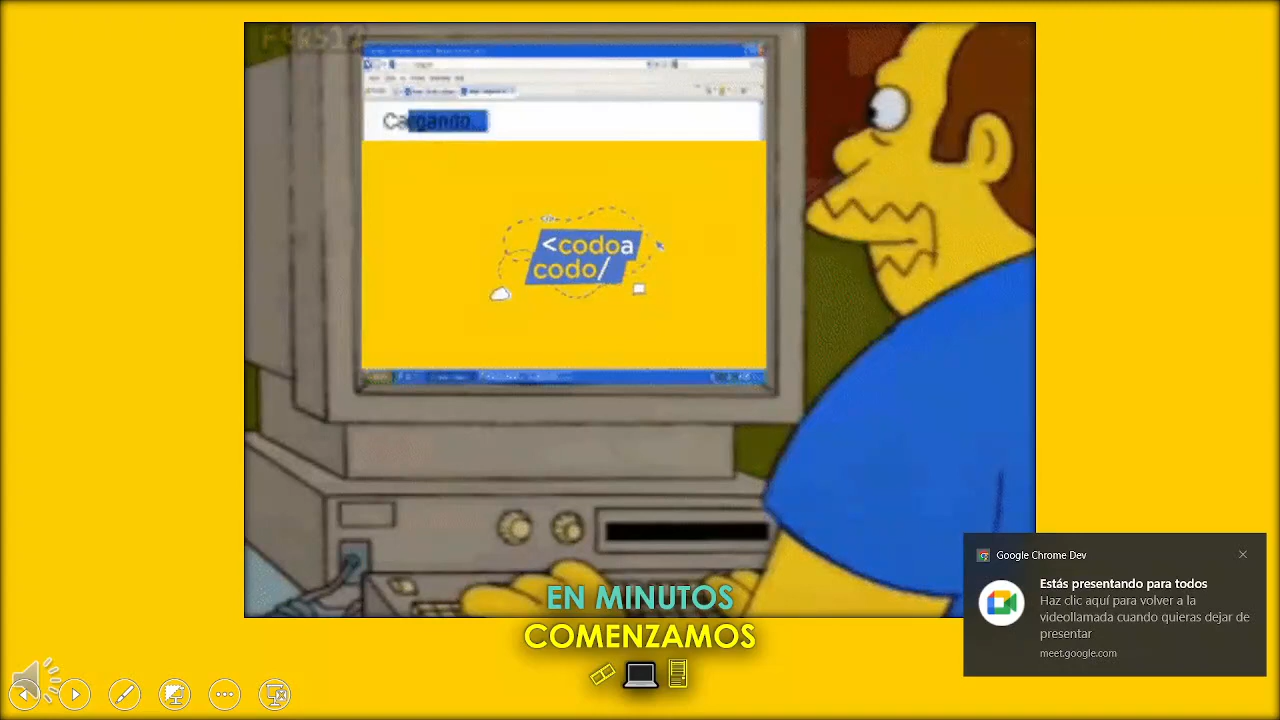 Cargando...
<codoa
codo/
EN MINUTOS
COMENZAMOS
Google Chrome Dev
Estás presentando para todos
Haz clic aquí para volver a la
videollamada cuando quieras dejar de
presentar
meet.google.com